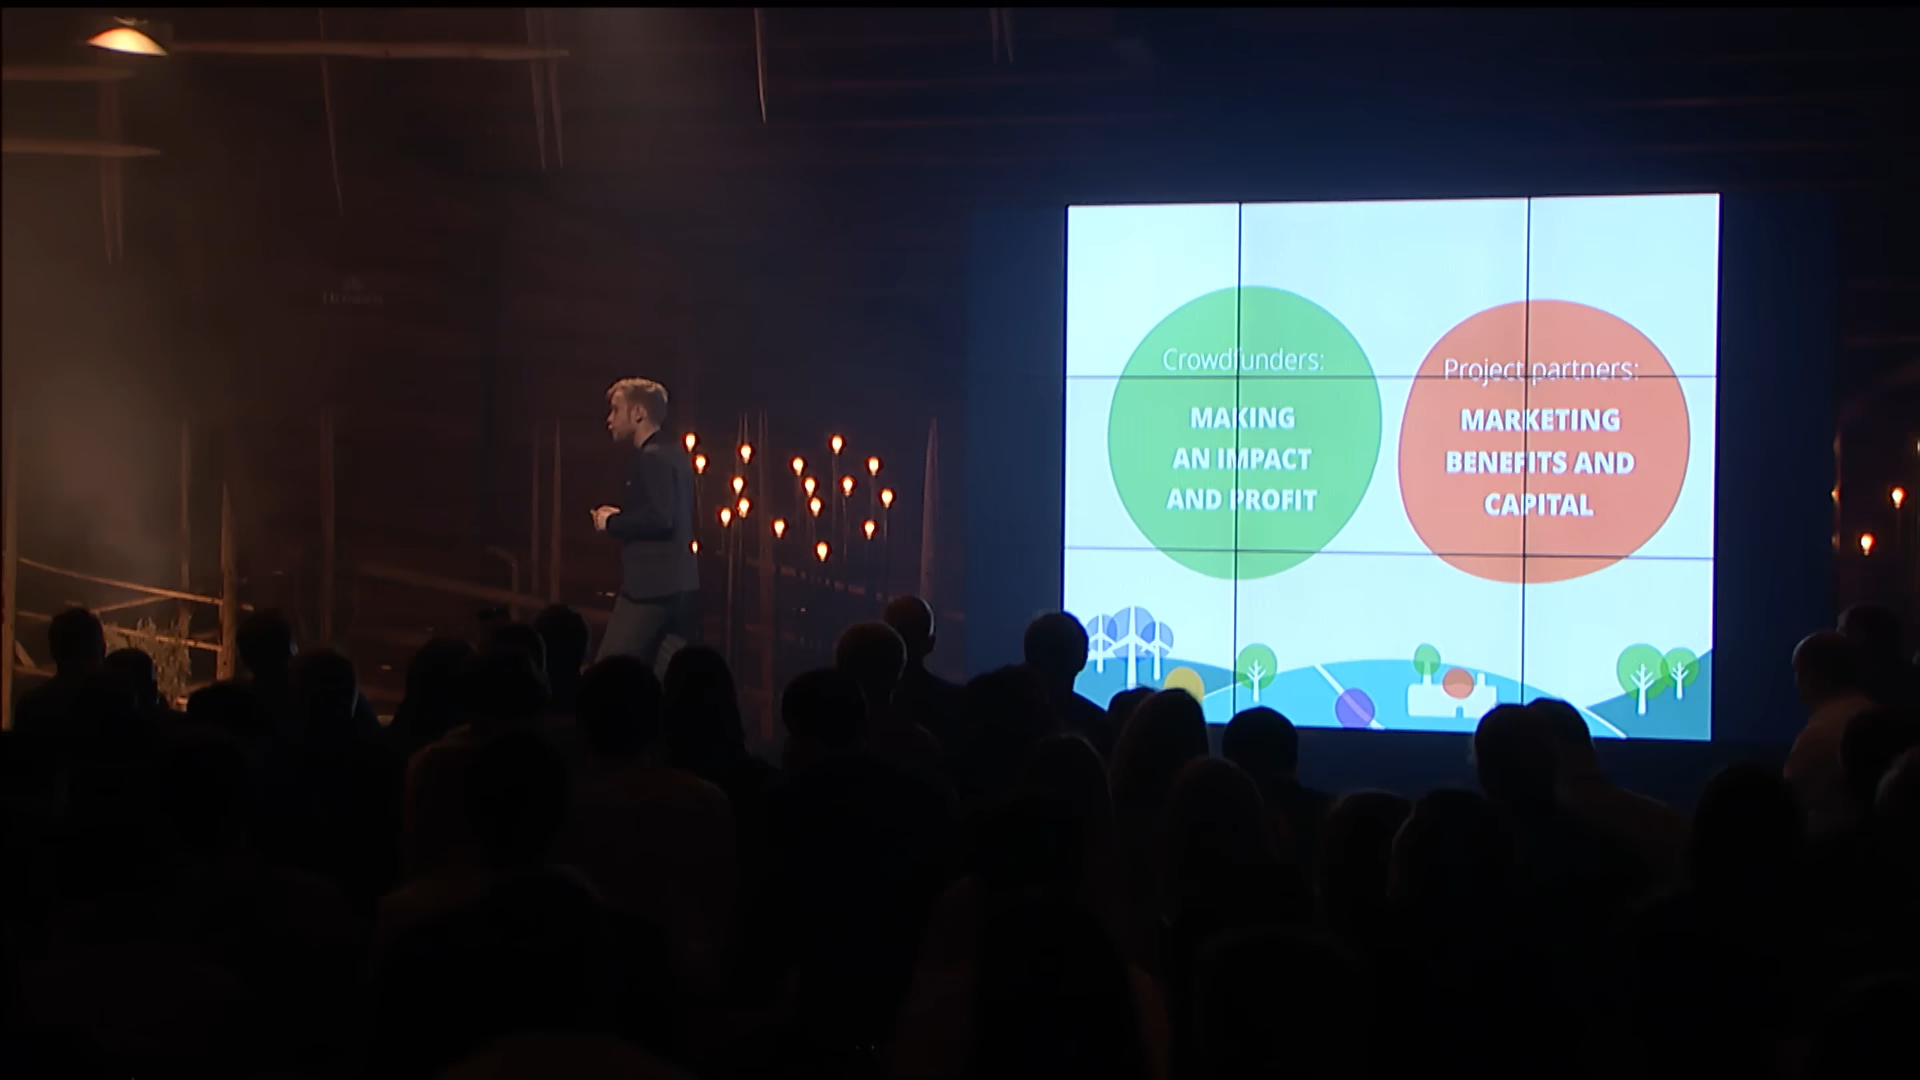 Crowdfunders:
MAKING
AN IMPACT
AND PROFIT
Project partners:
MARKETING
BENEFITS AND
CAPITAL